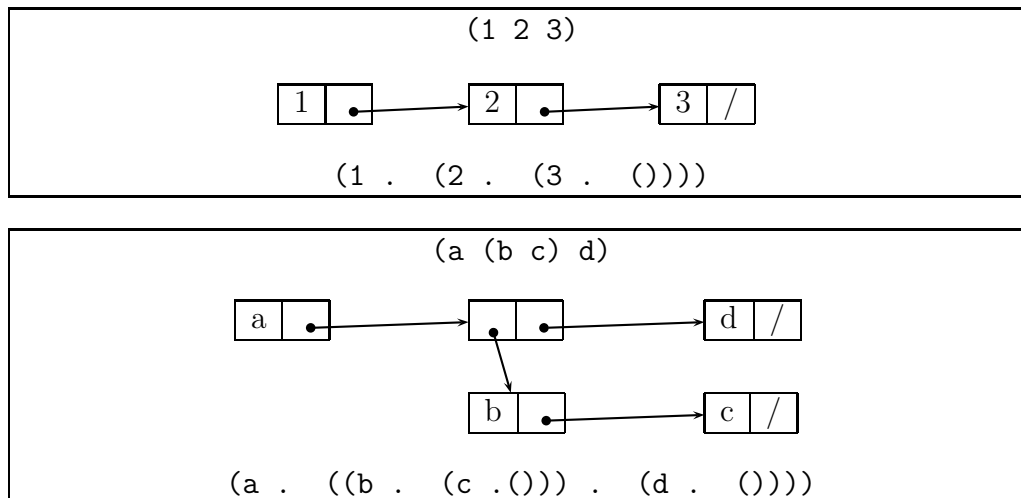 (1 2 3)
1 2 3 /
(1 . (2 . (3 . ())))
(a (b c) d)
a d /
b c /
(a . ((b . (c .())) . (d . ())))